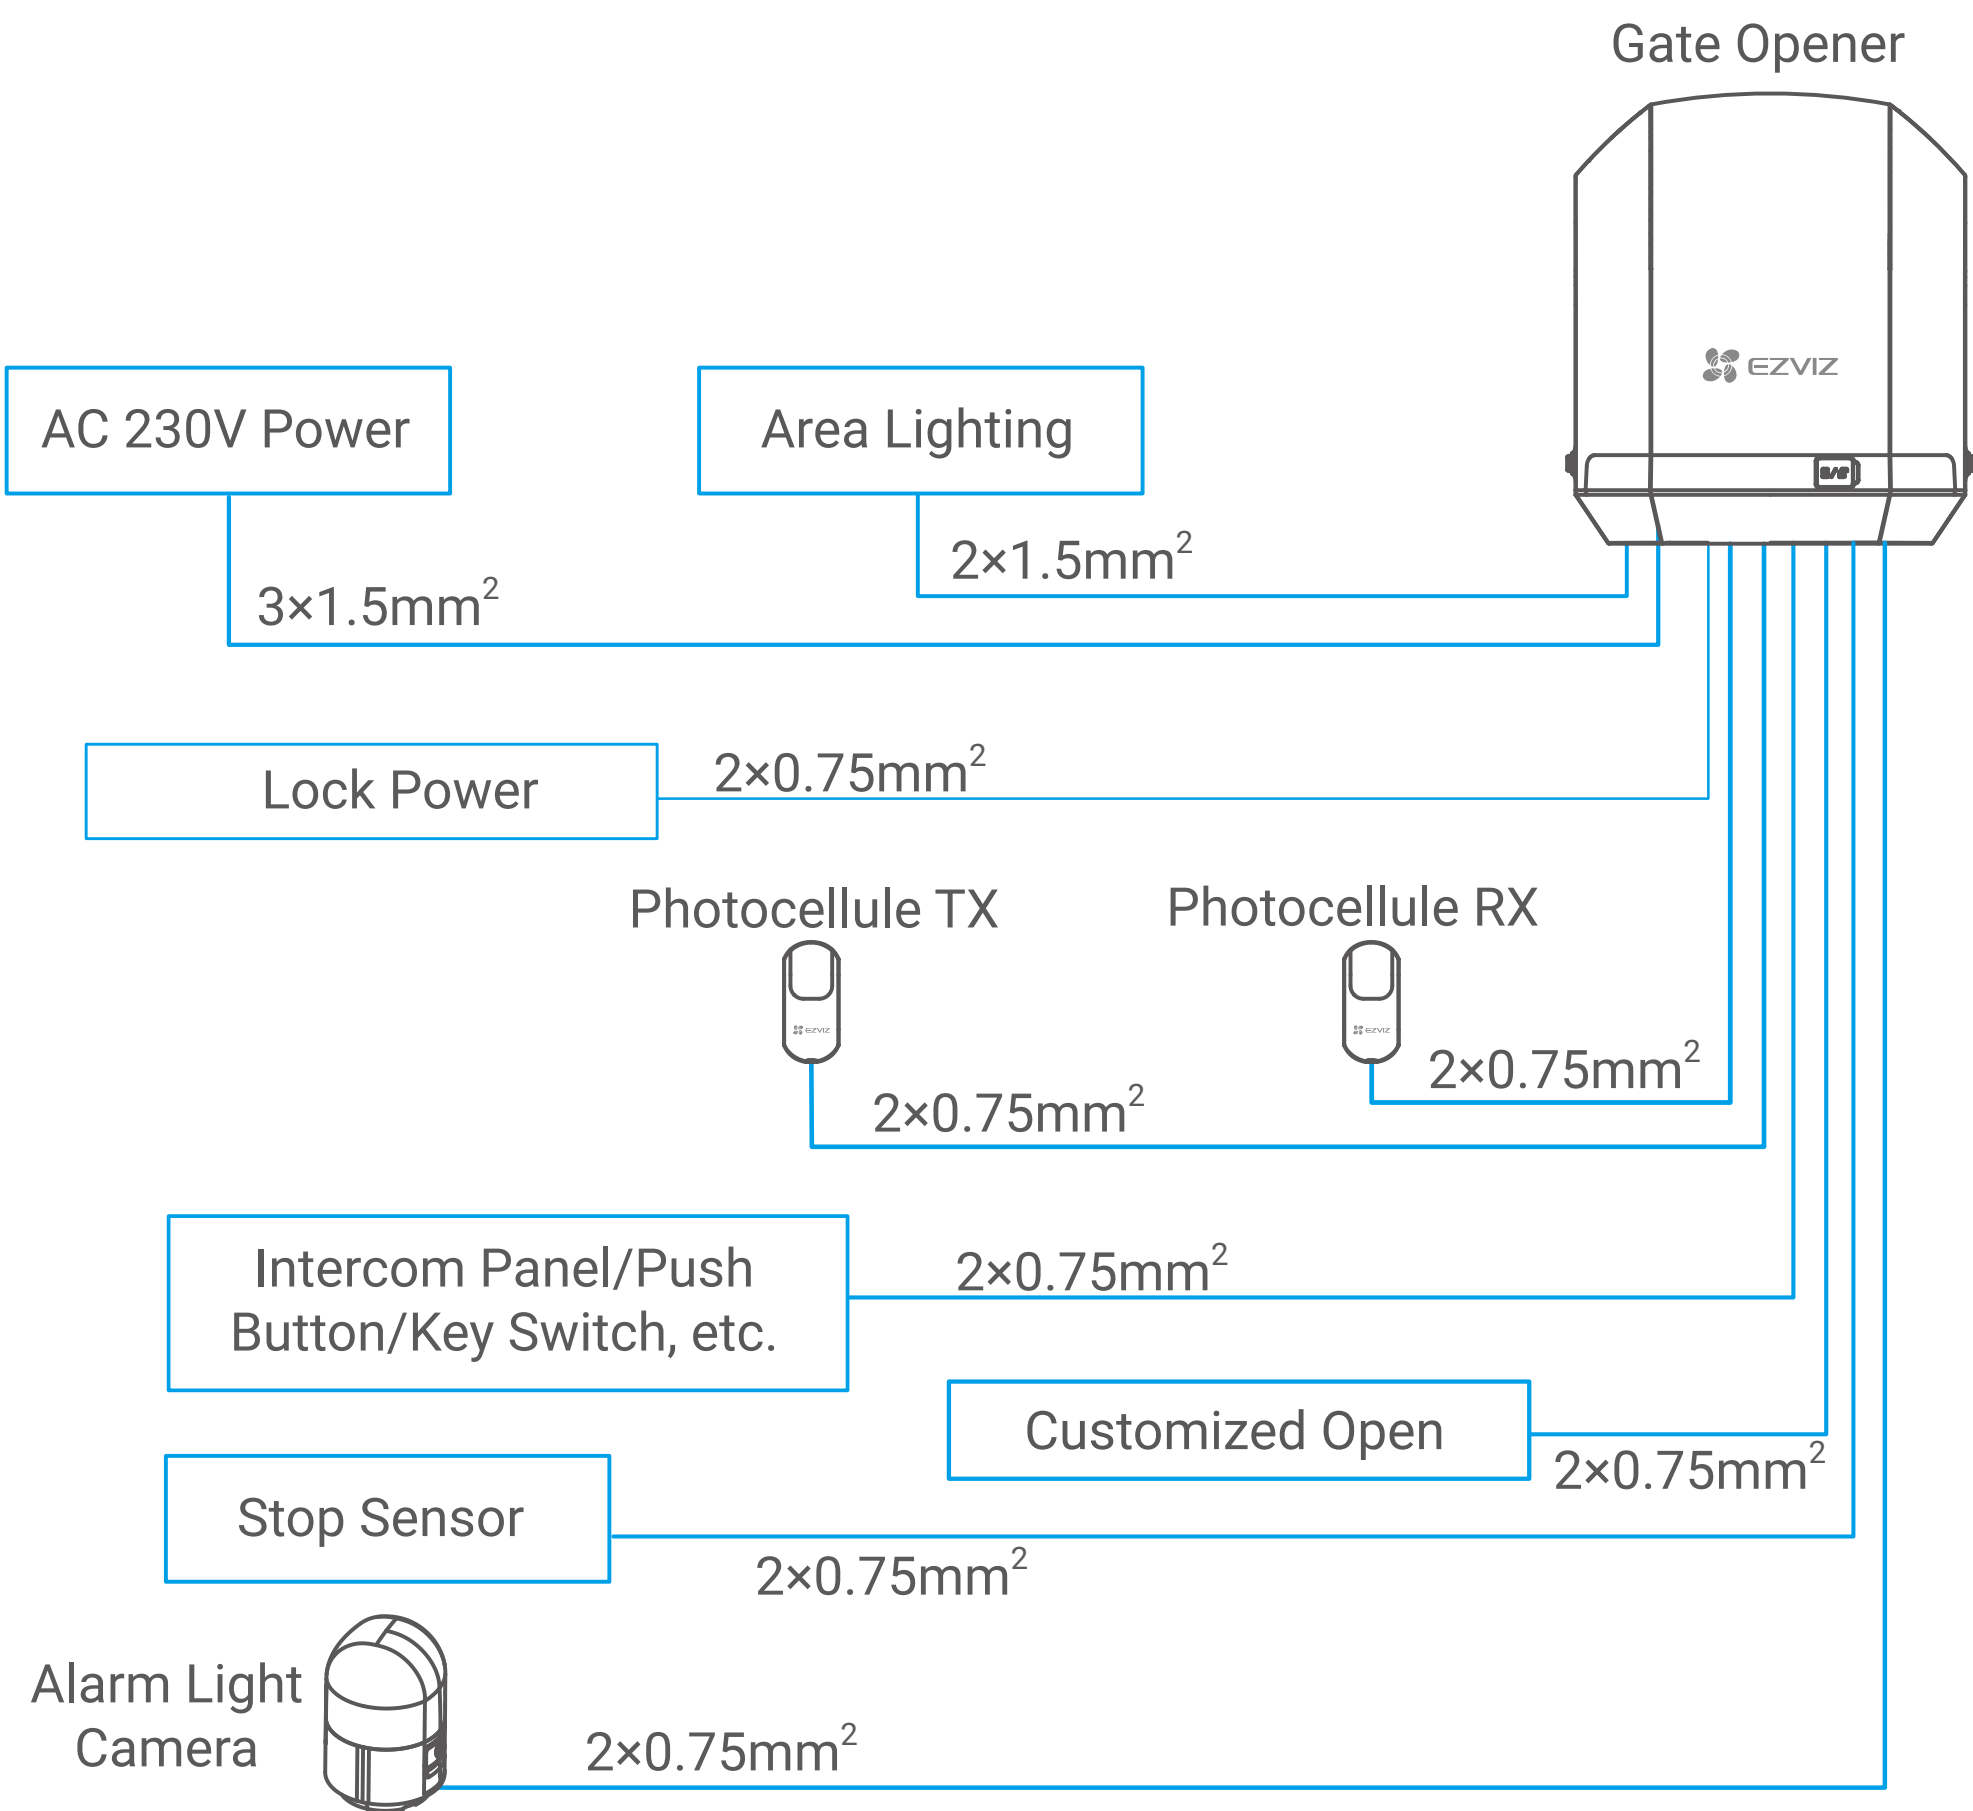 Gate Opener
EZVIZ
AC 230V Power
Area Lighting
2×1.5mm²
3×1.5mm²
Lock Power
2×0.75mm²
Photocellule TX
Photocellule RX
EZVIZ
EZVIZ
2×0.75mm²
2×0.75mm²
Intercom Panel/Push
Button/Key Switch, etc.
2×0.75mm²
Customized Open
2×0.75mm²
Stop Sensor
2×0.75mm²
Alarm Light
Camera
2×0.75mm²